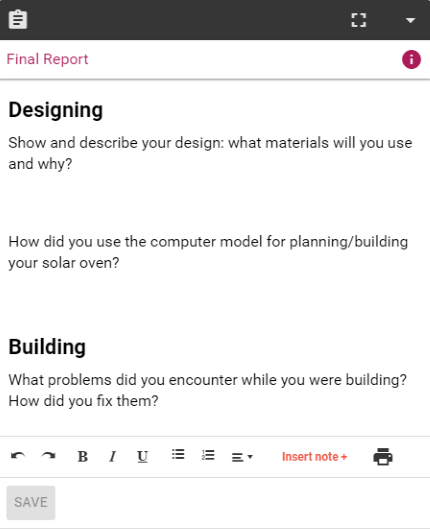 Final Report
Designing
Show and describe your design: what materials will you use
and why?
How did you use the computer model for planning/building
your solar oven?
Building
What problems did you encounter while you were building?
How did you fix them?
B I U Insert note +
SAVE